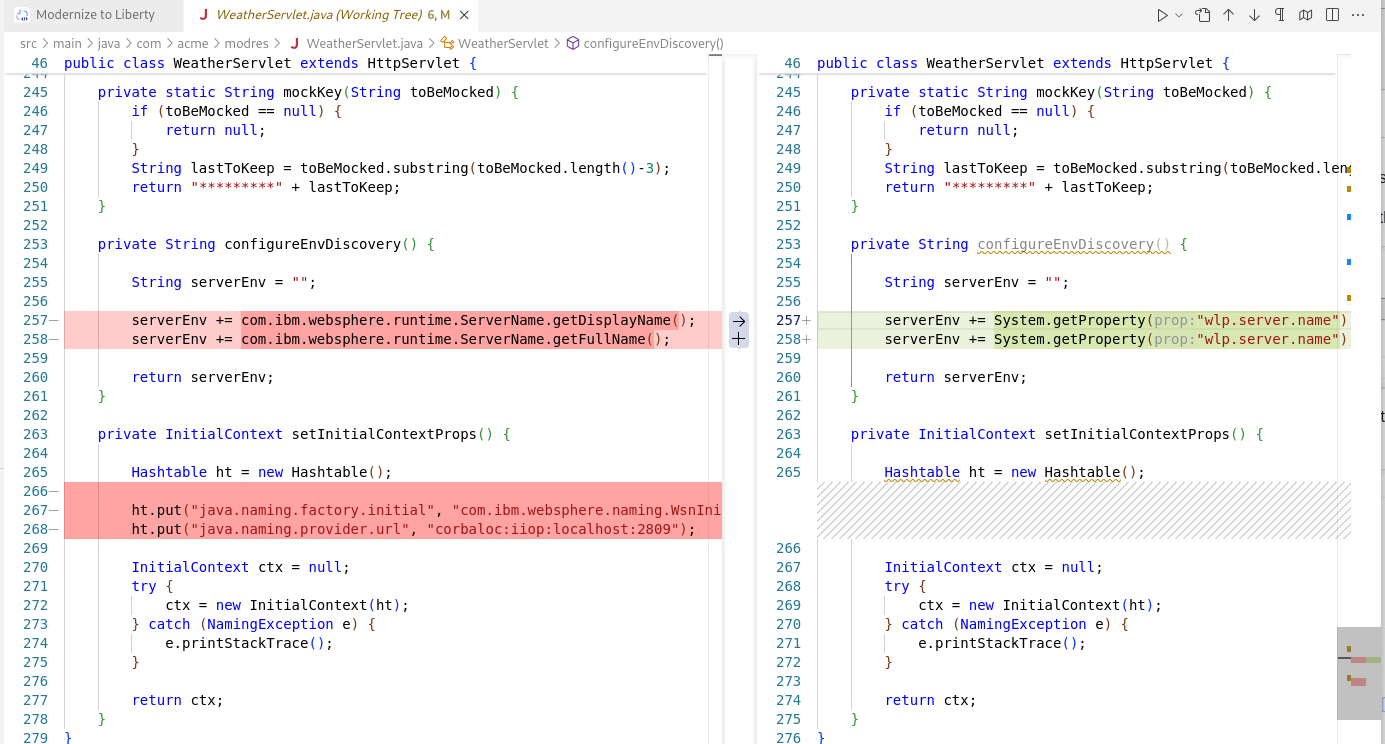 Modernize to Liberty
J WeatherServlet.java (Working Tree) 6, M
src > main > java > com > acme > modres > J WeatherServlet.java > WeatherServlet > configureEnvDiscovery()
46 public class WeatherServlet extends HttpServlet {
244
245 private static String mockKey(String toBeMocked) {
246 if (toBeMocked == null) {
247 return null;
248 }
249 String lastToKeep = toBeMocked.substring(toBeMocked.length()-3);
250 return "*********" + lastToKeep;
251 }
252
253 private String configureEnvDiscovery() {
254
255 String serverEnv = "";
256
257— serverEnv += com.ibm.websphere.runtime.ServerName.getDisplayName();
258— serverEnv += com.ibm.websphere.runtime.ServerName.getFullName();
259
260 return serverEnv;
261 }
262
263 private InitialContext setInitialContextProps() {
264
265 Hashtable ht = new Hashtable();
266—
267— ht.put("java.naming.factory.initial", "com.ibm.websphere.naming.WsnIni
268— ht.put("java.naming.provider.url", "corbaloc:iiop:localhost:2809");
269
270 InitialContext ctx = null;
271 try {
272 ctx = new InitialContext(ht);
273 } catch (NamingException e) {
274 e.printStackTrace();
275 }
276
277 return ctx;
278 }
279 }
46 public class WeatherServlet extends HttpServlet {
244
245 private static String mockKey(String toBeMocked) {
246 if (toBeMocked == null) {
247 return null;
248 }
249 String lastToKeep = toBeMocked.substring(toBeMocked.len
250 return "*********" + lastToKeep;
251 }
252
253 private String configureEnvDiscovery() {
254
255 String serverEnv = "";
256
257+ serverEnv += System.getProperty(prop:"wlp.server.name")
258+ serverEnv += System.getProperty(prop:"wlp.server.name")
259
260 return serverEnv;
261 }
262
263 private InitialContext setInitialContextProps() {
264
265 Hashtable ht = new Hashtable();
266
267 InitialContext ctx = null;
268 try {
269 ctx = new InitialContext(ht);
270 } catch (NamingException e) {
271 e.printStackTrace();
272 }
273
274 return ctx;
275 }
276 }